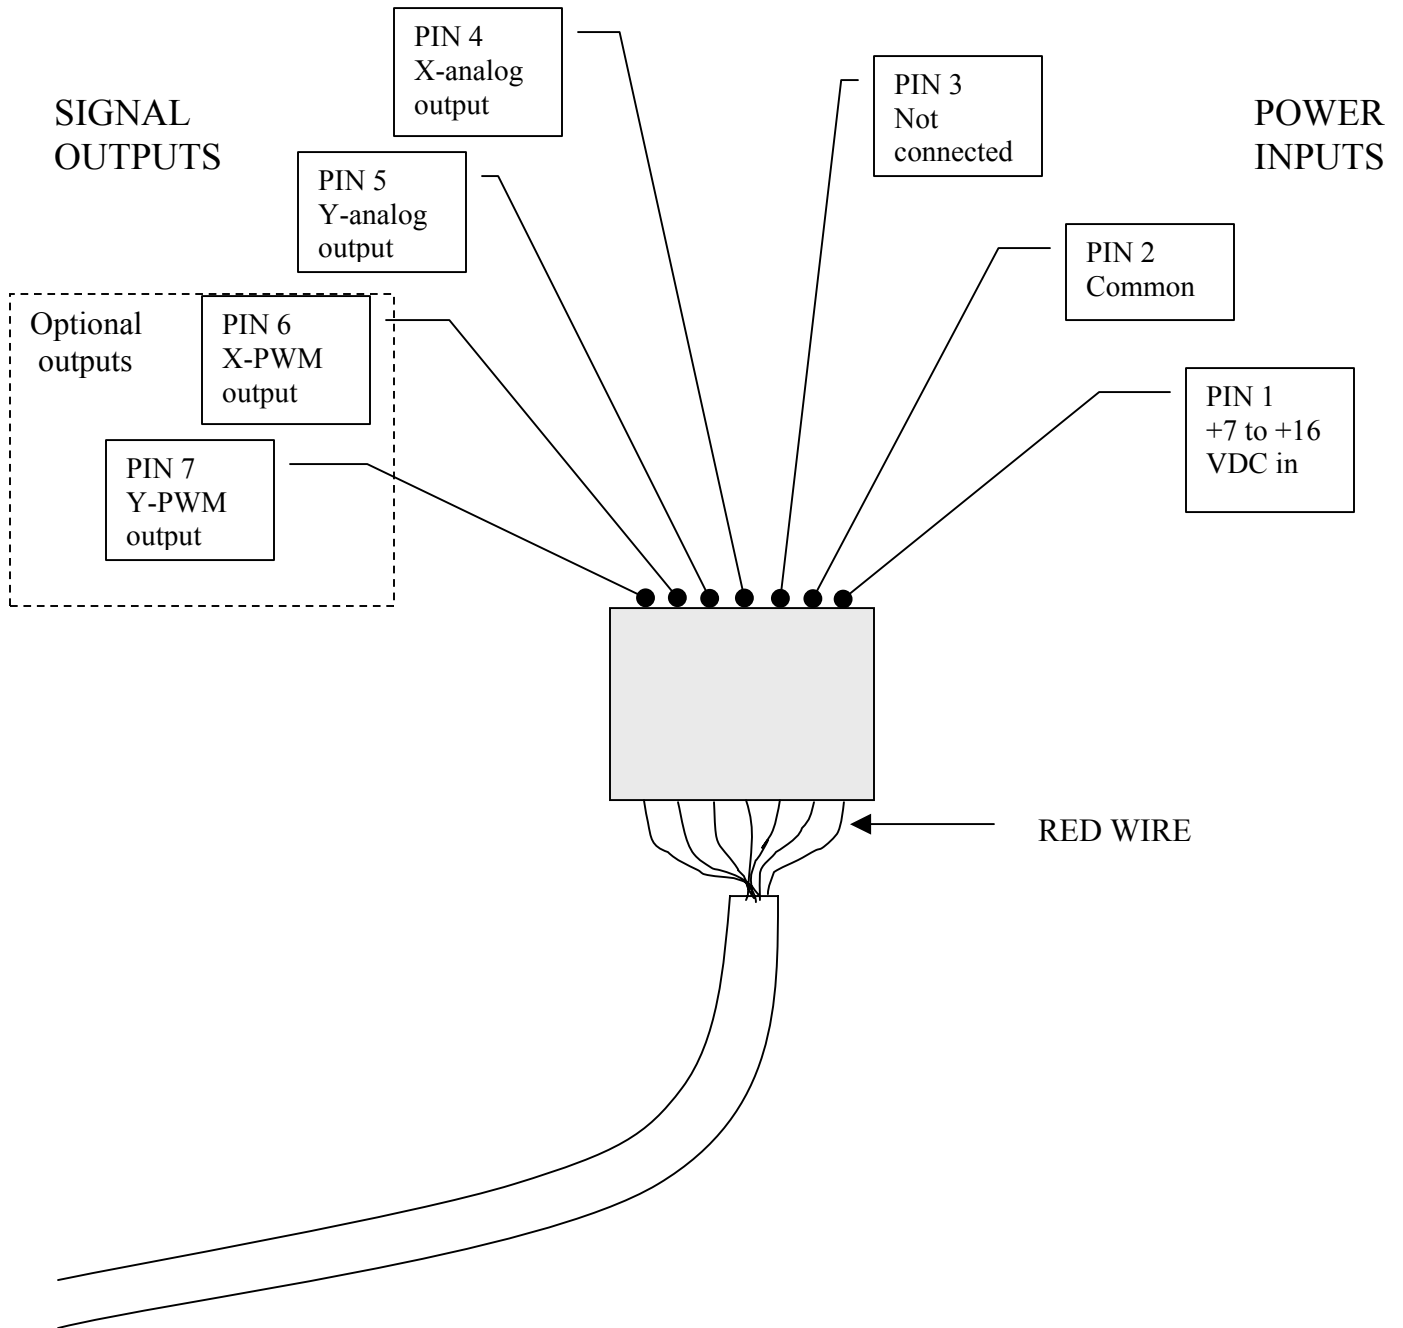 SIGNAL
OUTPUTS
PIN 4
X-analog
output
PIN 3
Not
connected
POWER
INPUTS
PIN 5
Y-analog
output
PIN 2
Common
Optional
outputs
PIN 6
X-PWM
output
PIN 1
+7 to +16
VDC in
PIN 7
Y-PWM
output
RED WIRE